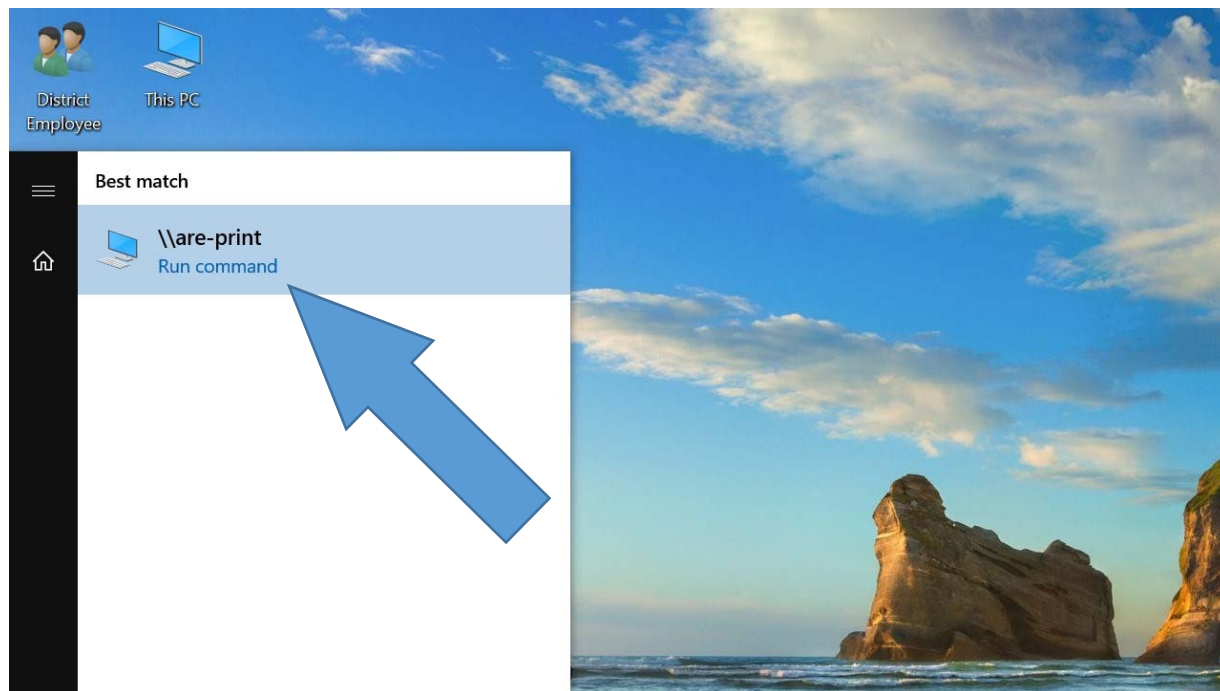 District
Employee
This PC
Best match
\\are-print
Run command